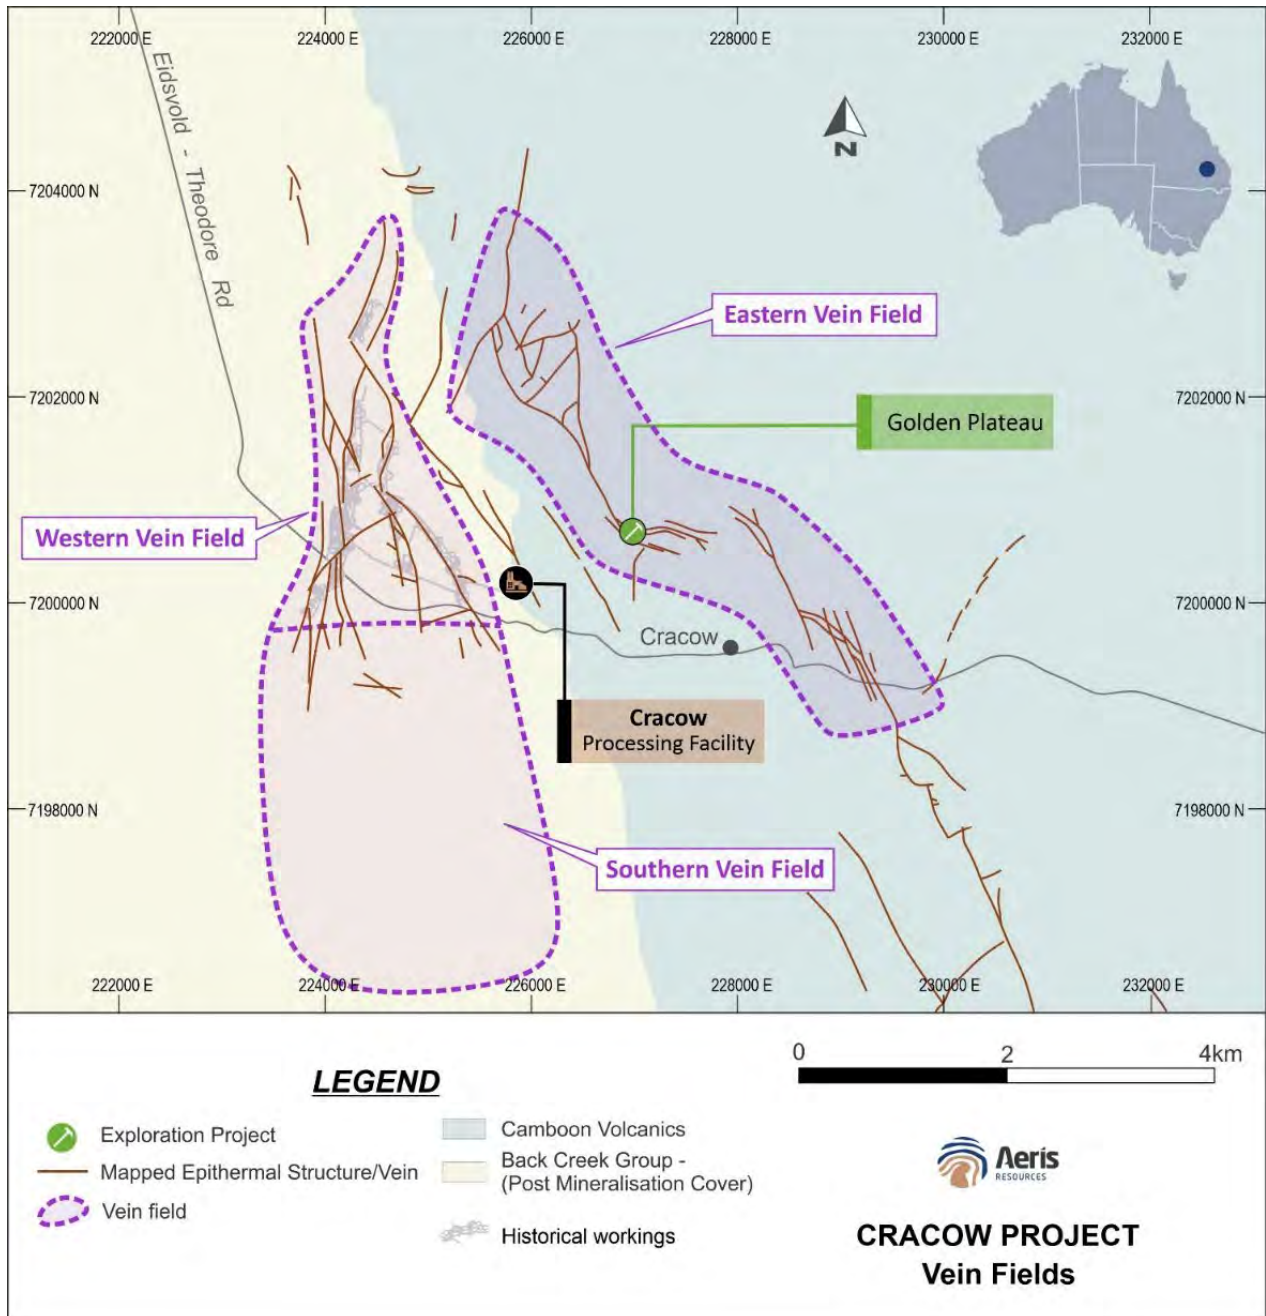 222000 E
224000 E
226000 E
228000 E
230000 E
232000 E
Eidsvold - Theodore Rd
N
7204000 N
Eastern Vein Field
7202000 N
7202000 N
Golden Plateau
Western Vein Field
7200000 N
7200000 N
Cracow
Cracow
Processing Facility
7198000 N
7198000 N
Southern Vein Field
222000 E
224000 E
226000 E
228000 E
230000 E
232000 E
0
2
4km
LEGEND
Exploration Project
Mapped Epithermal Structure/Vein
Vein field
Camboon Volcanics
Back Creek Group -
(Post Mineralisation Cover)
Historical workings
Aeris
RESOURCES
CRACOW PROJECT
Vein Fields